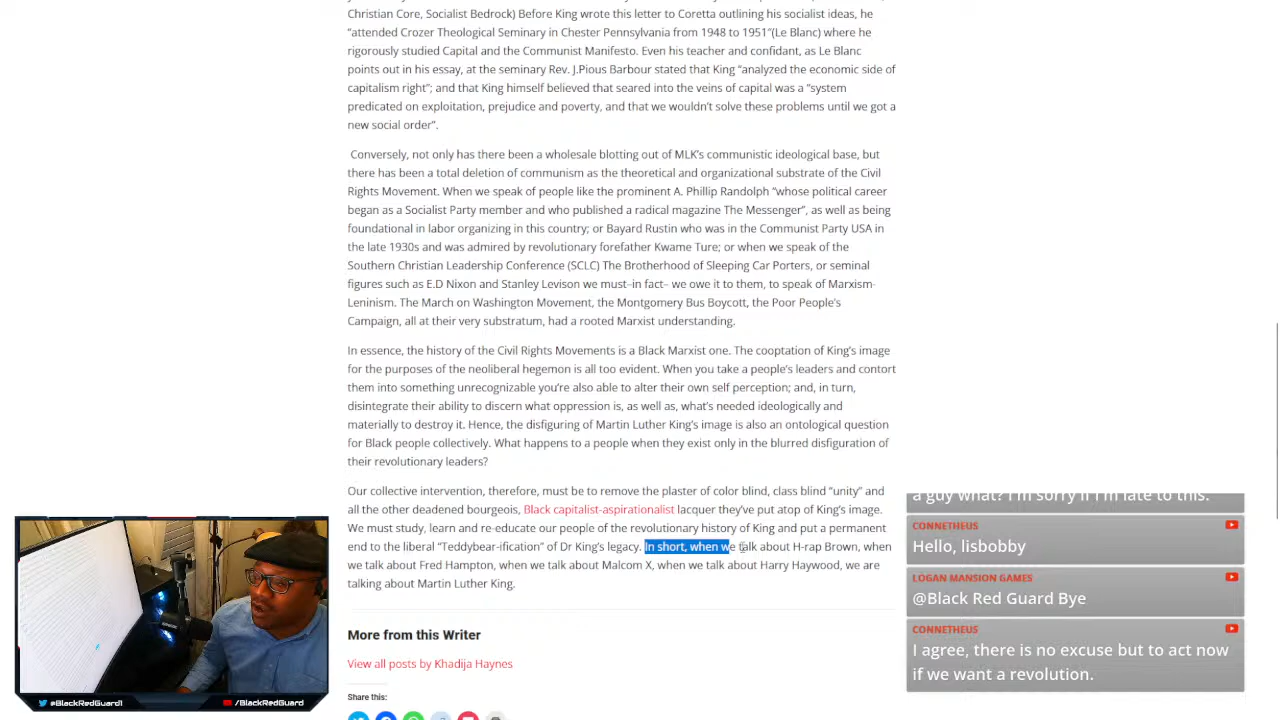 Christian Core, Socialist Bedrock) Before King wrote this letter to Coretta outlining his socialist ideas, he
“attended Crozer Theological Seminary in Chester Pennsylvania from 1948 to 1951”(Le Blanc) where he
rigorously studied Capital and the Communist Manifesto. Even his teacher and confidant, as Le Blanc
points out in his essay, at the seminary Rev. J.Pious Barbour stated that King “analyzed the economic side of
capitalism right”; and that King himself believed that seared into the veins of capital was a “system
predicated on exploitation, prejudice and poverty, and that we wouldn’t solve these problems until we got a
new social order”.
Conversely, not only has there been a wholesale blotting out of MLK’s communistic ideological base, but
there has been a total deletion of communism as the theoretical and organizational substrate of the Civil
Rights Movement. When we speak of people like the prominent A. Phillip Randolph “whose political career
began as a Socialist Party member and who published a radical magazine The Messenger”, as well as being
foundational in labor organizing in this country; or Bayard Rustin who was in the Communist Party USA in
the late 1930s and was admired by revolutionary forefather Kwame Ture; or when we speak of the
Southern Christian Leadership Conference (SCLC) The Brotherhood of Sleeping Car Porters, or seminal
figures such as E.D Nixon and Stanley Levison we must–in fact– we owe it to them, to speak of Marxism-
Leninism. The March on Washington Movement, the Montgomery Bus Boycott, the Poor People’s
Campaign, all at their very substratum, had a rooted Marxist understanding.
In essence, the history of the Civil Rights Movements is a Black Marxist one. The cooptation of King’s image
for the purposes of the neoliberal hegemon is all too evident. When you take a people’s leaders and contort
them into something unrecognizable you’re also able to alter their own self perception; and, in turn,
disintegrate their ability to discern what oppression is, as well as, what’s needed ideologically and
materially to destroy it. Hence, the disfiguring of Martin Luther King’s image is also an ontological question
for Black people collectively. What happens to a people when they exist only in the blurred disfiguration of
their revolutionary leaders?
Our collective intervention, therefore, must be to remove the plaster of color blind, class blind “unity” and
all the other deadened bourgeois, Black capitalist-aspirationalist lacquer they’ve put atop of King’s image.
We must study, learn and re-educate our people of the revolutionary history of King and put a permanent
end to the liberal “Teddybear-ification” of Dr King’s legacy. In short, when we talk about H-rap Brown, when
we talk about Fred Hampton, when we talk about Malcom X, when we talk about Harry Haywood, we are
talking about Martin Luther King.
More from this Writer
View all posts by Khadija Haynes
Share this:
@BlackRedGuard1
/BlackRedGuard
a guy what? I'm sorry if I'm late to this.
CONNETHEUS
Hello, lisbobby
LOGAN MANSION GAMES
@Black Red Guard Bye
CONNETHEUS
I agree, there is no excuse but to act now
if we want a revolution.